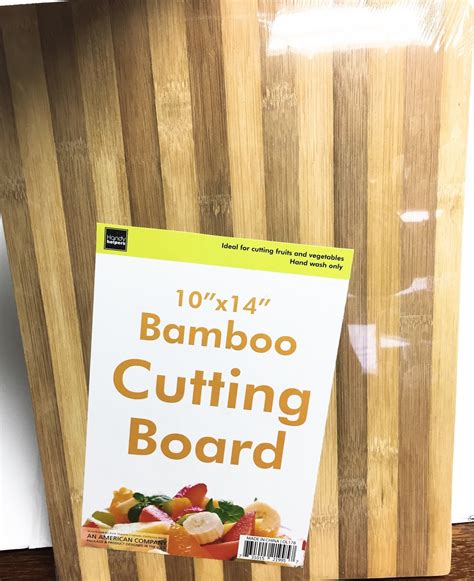 Handy
helpers
Ideal for cutting fruits and vegetables
Hand wash only
10"x14"
Bamboo
Cutting
Board
AN AMERICAN COMPANY
MADE IN CHINA